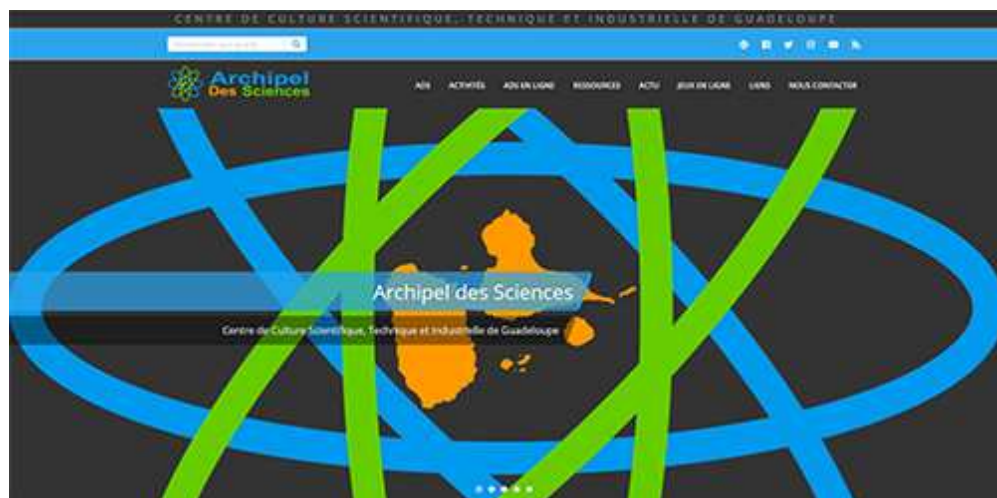 CENTRE DE CULTURE SCIENTIFIQUE, TECHNIQUE ET INDUSTRIELLE DE GUADELOUPE
Archipel
Des Sciences
ADS ACTIVITÉS ADS EN LIGNE RESSOURCES ACTU JEUX EN LIGNE LIENS NOUS CONTACTER
Archipel des Sciences
Centre de Culture Scientifique, Technique et Industrielle de Guadeloupe